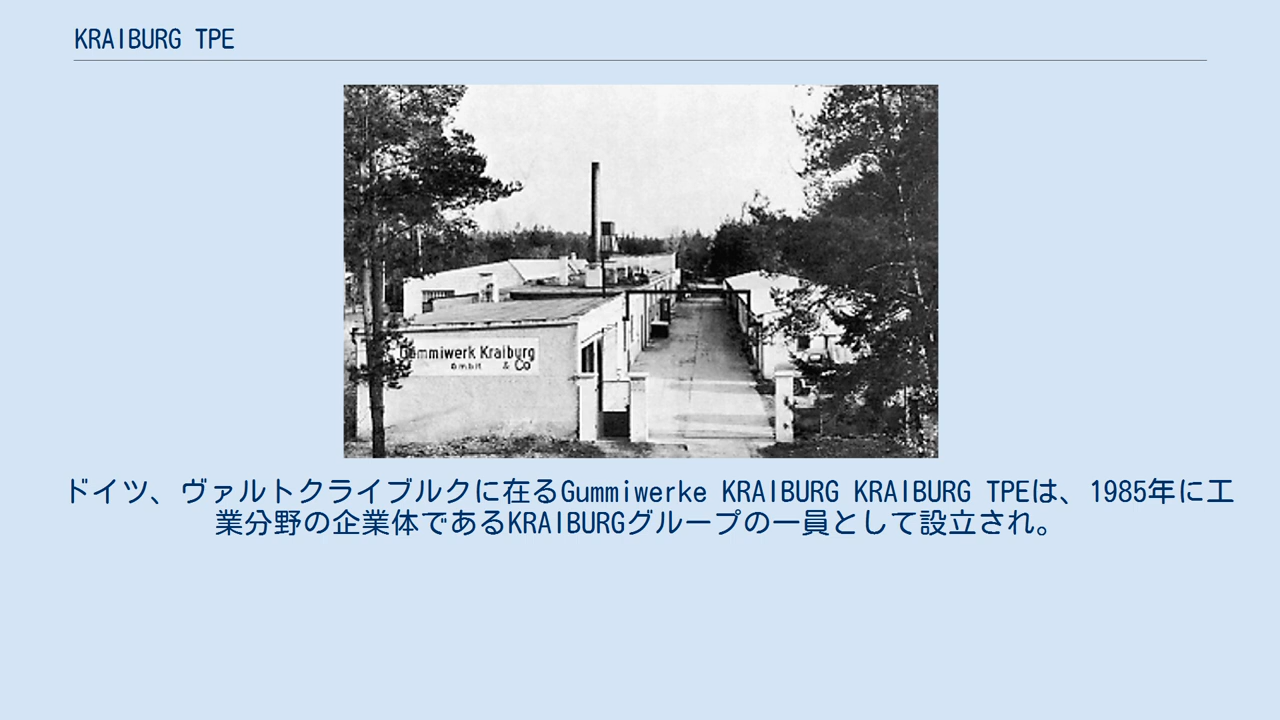 KRAIBURG TPE
Gummiwerk Kraiburg
GmbH & Co
ドイツ、ヴァルトクライブルクに在るGummiwerke KRAIBURG KRAIBURG TPEは、1985年に工
業分野の企業体であるKRAIBURGグループの一員として設立され。